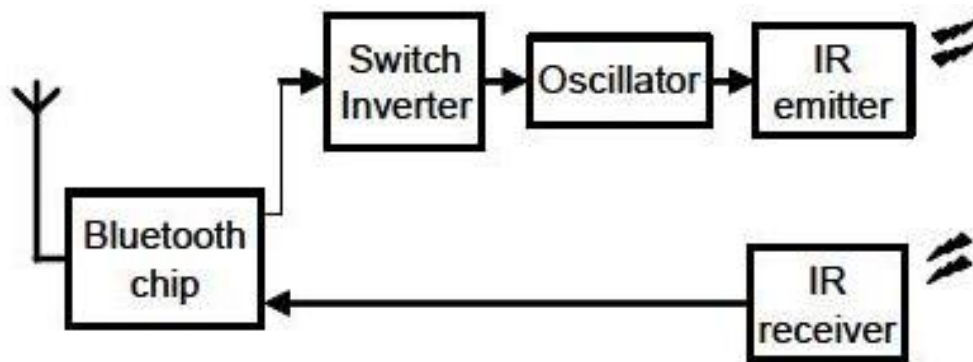 Switch
Inverter
Oscillator
IR
emitter
Bluetooth
chip
IR
receiver